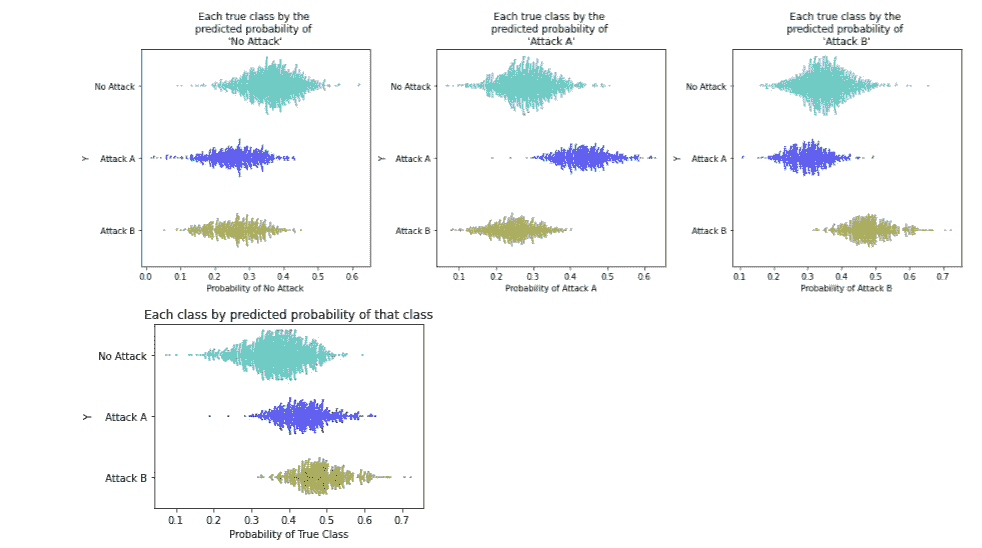 Each true class by the
predicted probability of
'No Attack'
No Attack
Attack A
Attack B
Y
0.0 0.1 0.2 0.3 0.4 0.5 0.6
Probability of No Attack
Each true class by the
predicted probability of
'Attack A'
No Attack
Attack A
Attack B
Y
0.1 0.2 0.3 0.4 0.5 0.6
Probability of Attack A
Each true class by the
predicted probability of
'Attack B'
No Attack
Attack A
Attack B
Y
0.1 0.2 0.3 0.4 0.5 0.6 0.7
Probability of Attack B
Each class by predicted probability of that class
No Attack
Attack A
Attack B
Y
0.1 0.2 0.3 0.4 0.5 0.6 0.7
Probability of True Class